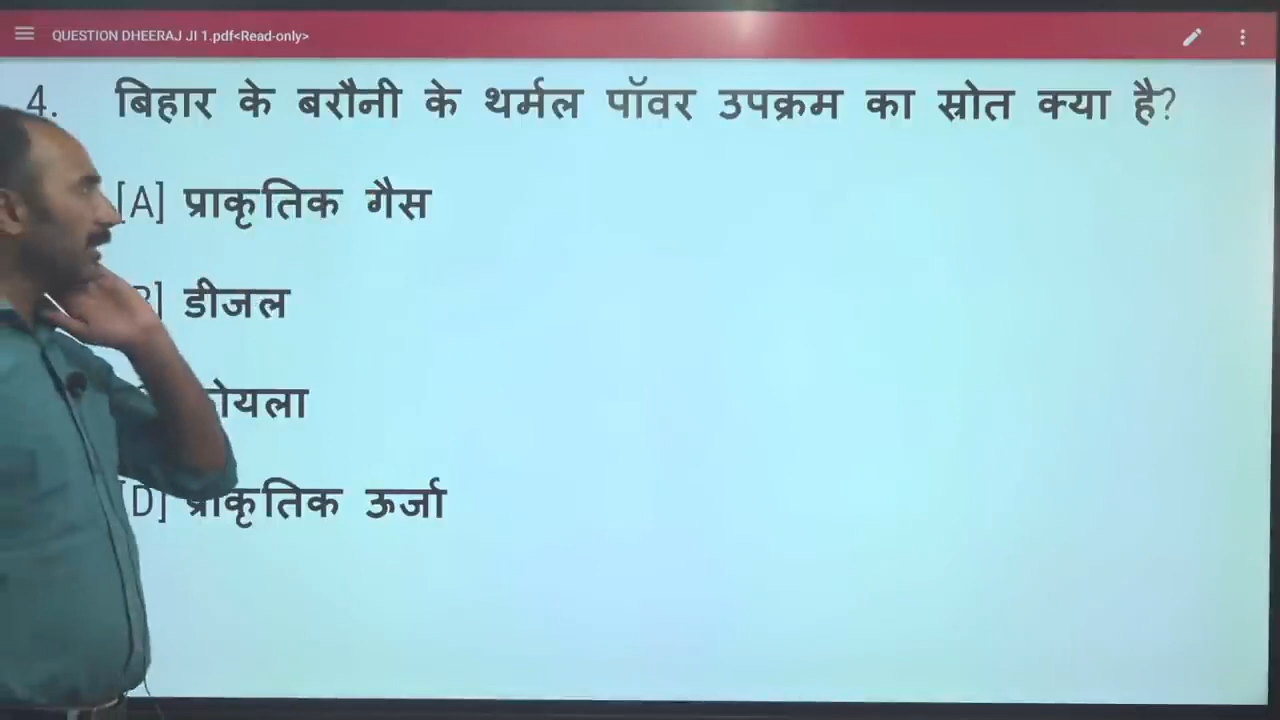 QUESTION DHEERAJ JI 1.pdf<Read-only>
4. बिहार के बरौनी के थर्मल पॉवर उपक्रम का स्रोत क्या है?
[A] प्राकृतिक गैस
डीजल
[D] प्राकृतिक ऊर्जा